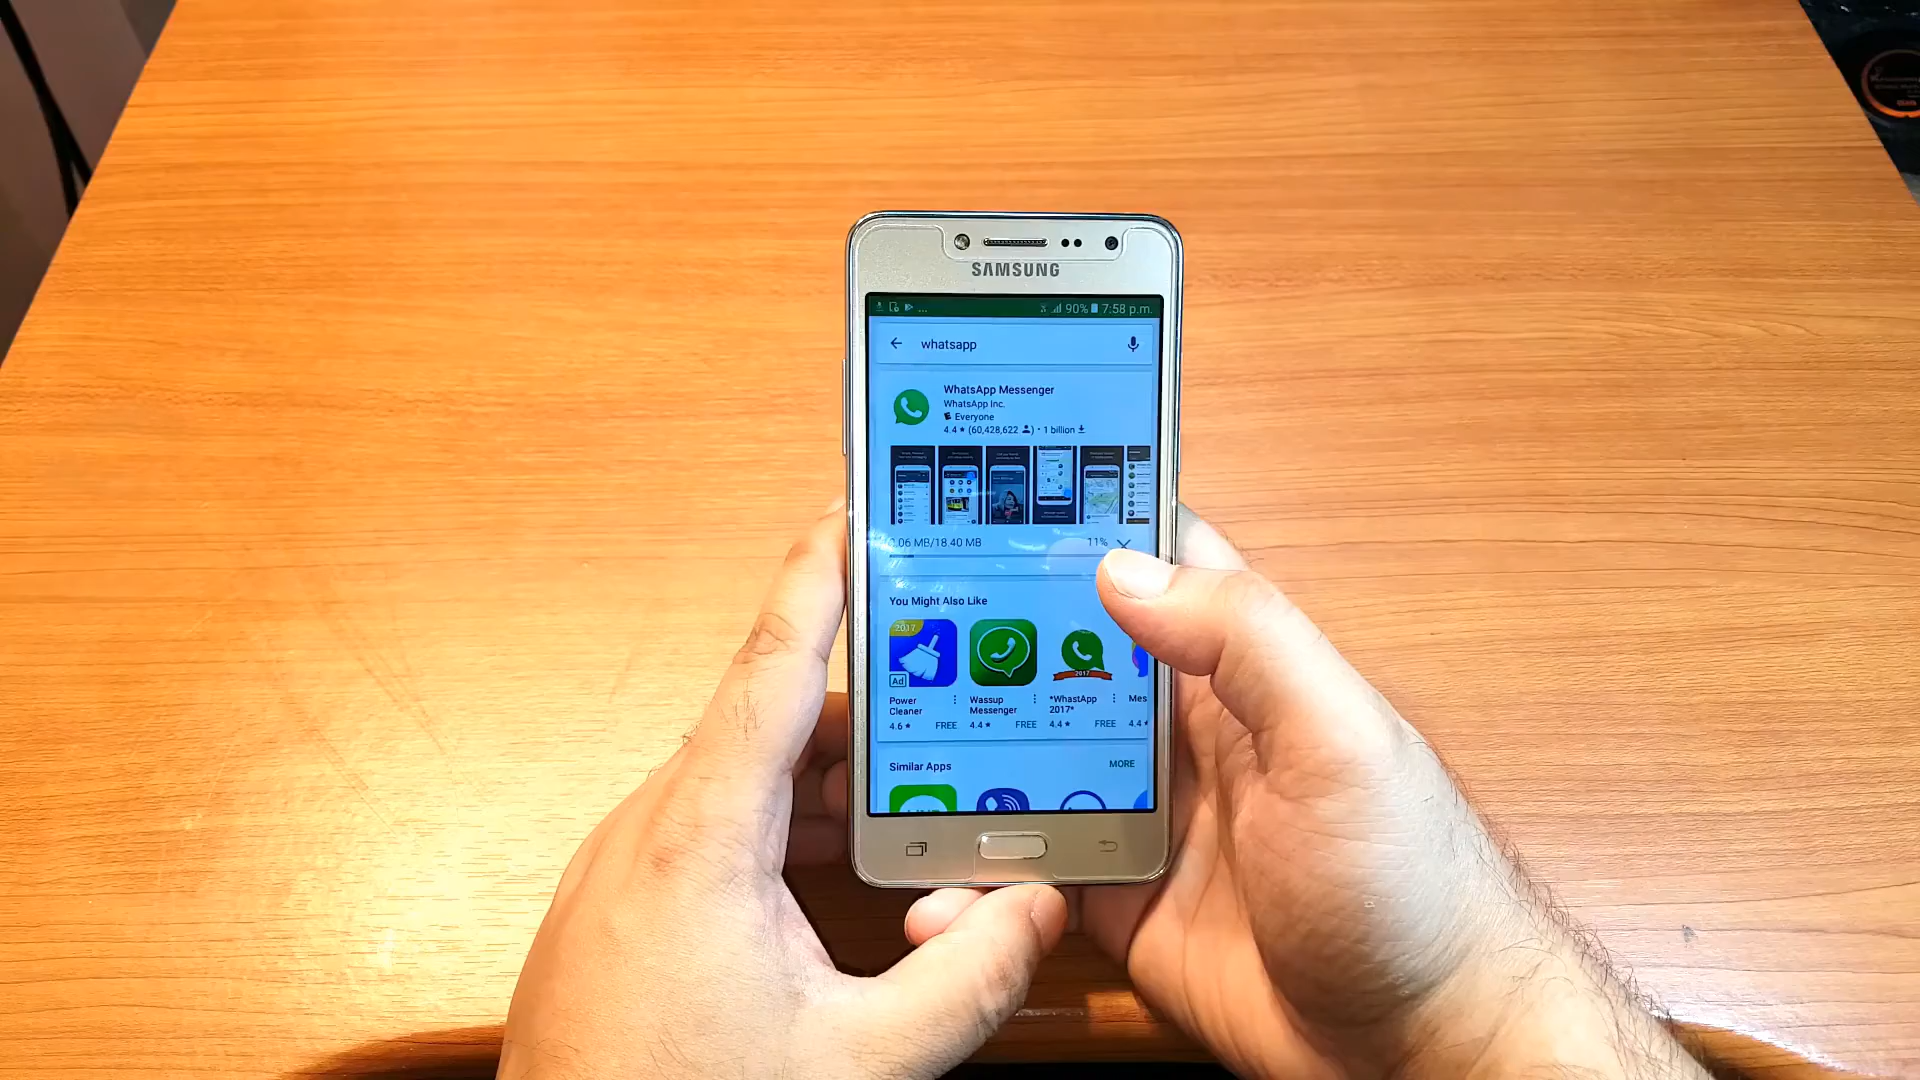 SAMSUNG
... 90% 7:58 p.m.
whatsapp
WhatsApp Messenger
WhatsApp Inc.
Everyone
4.4 ★ (60,428,622) • 1 billion
.06 MB/18.40 MB 11%
You Might Also Like
2017
Ad
2017
Power Cleaner
4.6 ★ FREE
Wassup Messenger
4.4 ★ FREE
*WhastApp 2017*
4.4 ★ FREE
Mes
4.4 ★
Similar Apps MORE